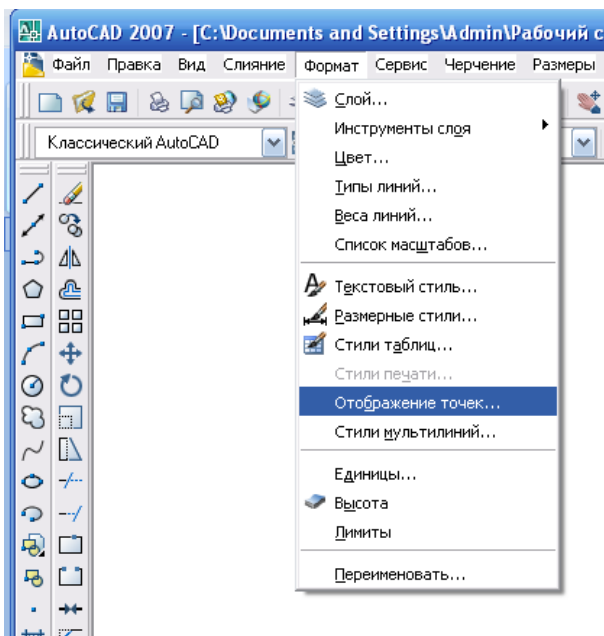 AutoCAD 2007 - [C:\Documents and Settings\Admin\Рабочий с
Файл Правка Вид Слияние Формат Сервис Черчение Размеры
Классический AutoCAD
Слой...
Инструменты слоя
Цвет...
Типы линий...
Веса линий...
Список масштабов...
Текстовый стиль...
Размерные стили...
Стили таблиц...
Стили печати...
Отображение точек...
Стили мультилиний...
Единицы...
Высота
Лимиты
Переименовать...